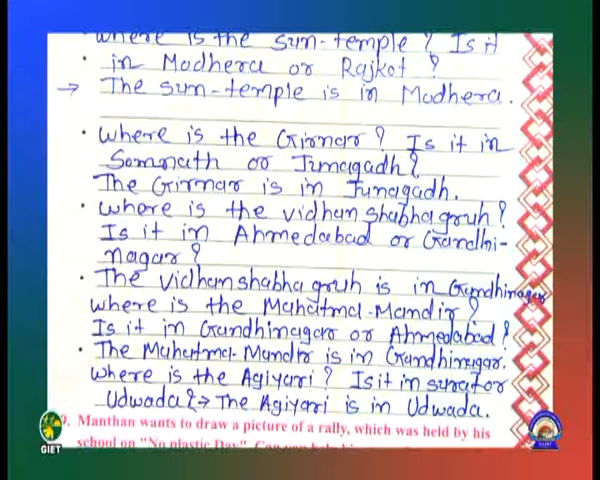 where is the sun-temple ? Is it
in Modhera or Rajkot ?
→ The sun-temple is in Modhera.
• where is the Girnar ? Is it in
Somnath or Junagadh ?
The Girnar is in Junagadh.
• where is the vidhan shabha gruh ?
Is it in Ahmedabad or Gandhi-
nagar ?
• The vidhanshabha gruh is in Gandhinagar
where is the Mahatma-Mandir ?
Is it in Gandhinagar or Ahmedabad ?
• The Mahatma-Mandir is in Gandhinagar.
where is the Agiyari ? Is it in surat or
Udwada ? → The Agiyari is in Udwada.
9. Manthan wants to draw a picture of a rally, which was held by his
school on "No plastic Day".
GIET